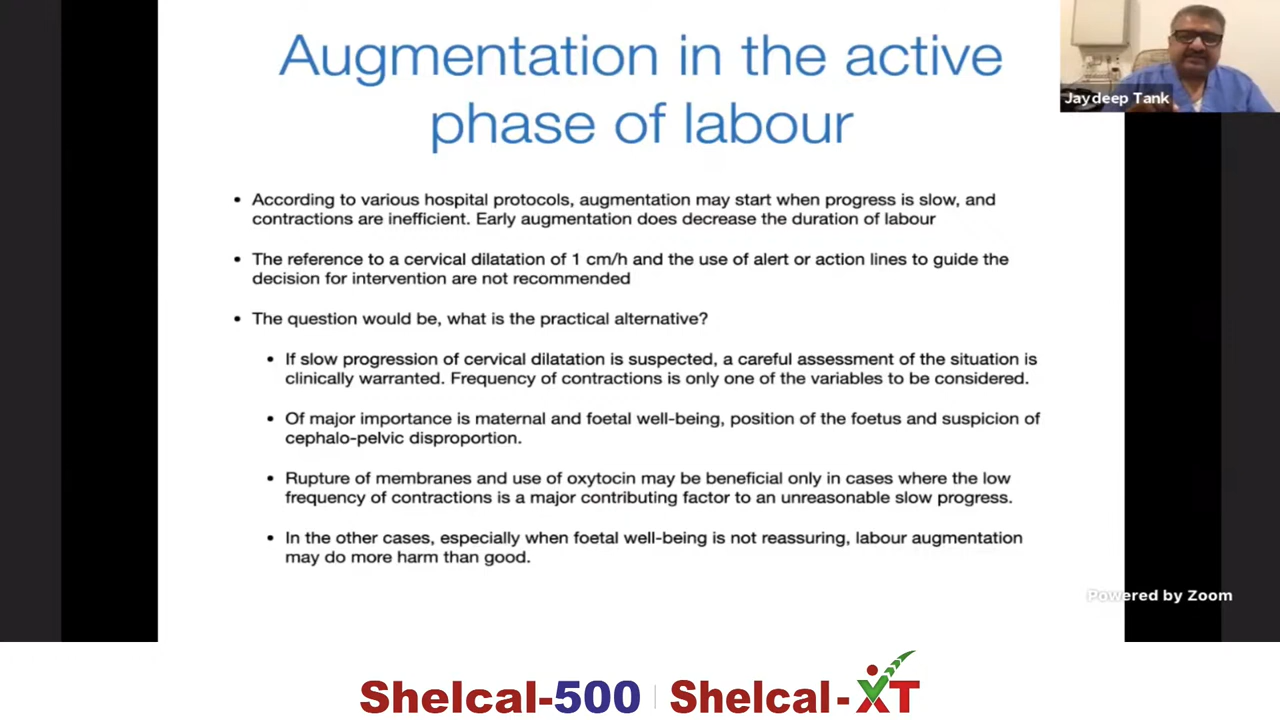 Augmentation in the active
phase of labour
Jaydeep Tank
• According to various hospital protocols, augmentation may start when progress is slow, and
contractions are inefficient. Early augmentation does decrease the duration of labour
• The reference to a cervical dilatation of 1 cm/h and the use of alert or action lines to guide the
decision for intervention are not recommended
• The question would be, what is the practical alternative?
• If slow progression of cervical dilatation is suspected, a careful assessment of the situation is
clinically warranted. Frequency of contractions is only one of the variables to be considered.
• Of major importance is maternal and foetal well-being, position of the foetus and suspicion of
cephalo-pelvic disproportion.
• Rupture of membranes and use of oxytocin may be beneficial only in cases where the low
frequency of contractions is a major contributing factor to an unreasonable slow progress.
• In the other cases, especially when foetal well-being is not reassuring, labour augmentation
may do more harm than good.
Powered by Zoom
Shelcal-500 | Shelcal-XT